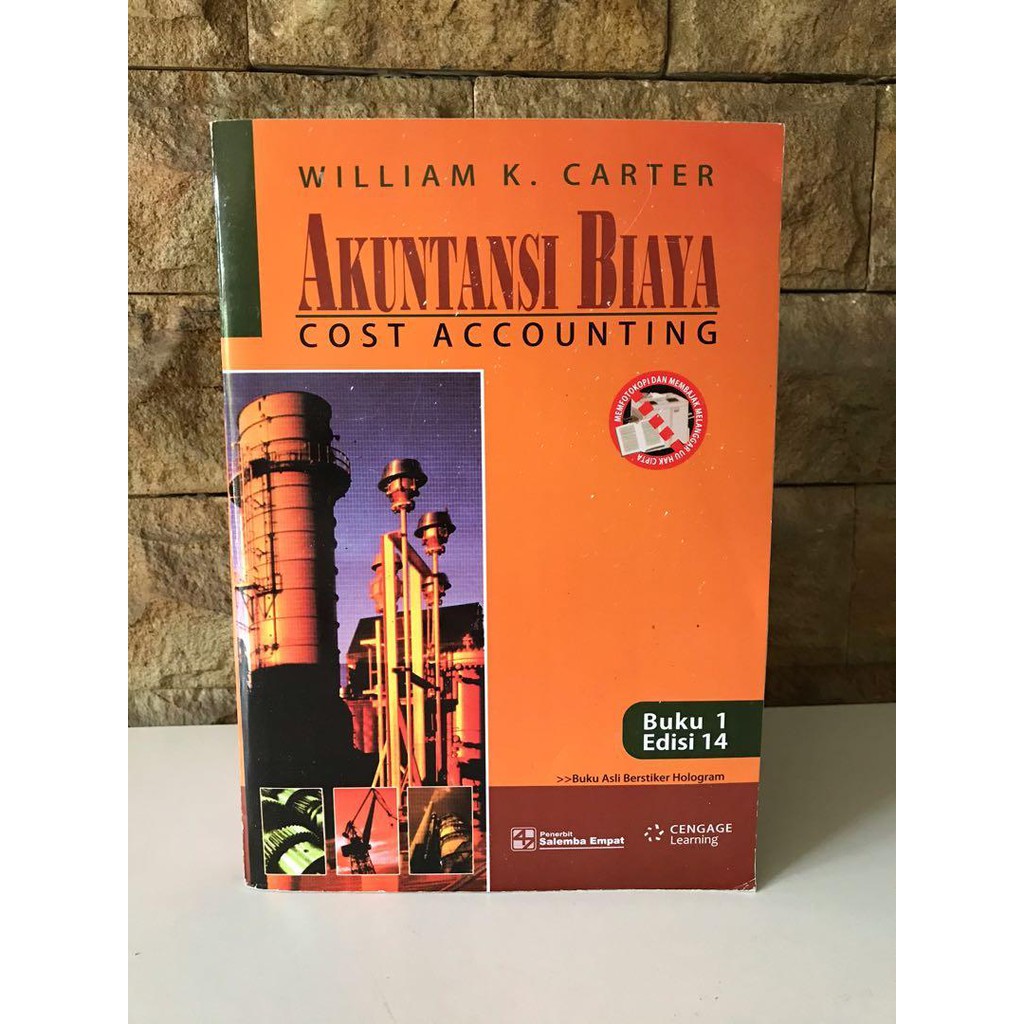 WILLIAM K. CARTER
AKUNTANSI BIAYA
COST ACCOUNTING
MEMFOTOKOPI DAN MEMBAJAK MELANGGAR UU HAK CIPTA
Buku 1
Edisi 14
>>Buku Asli Berstiker Hologram
Penerbit
Salemba Empat
CENGAGE
Learning